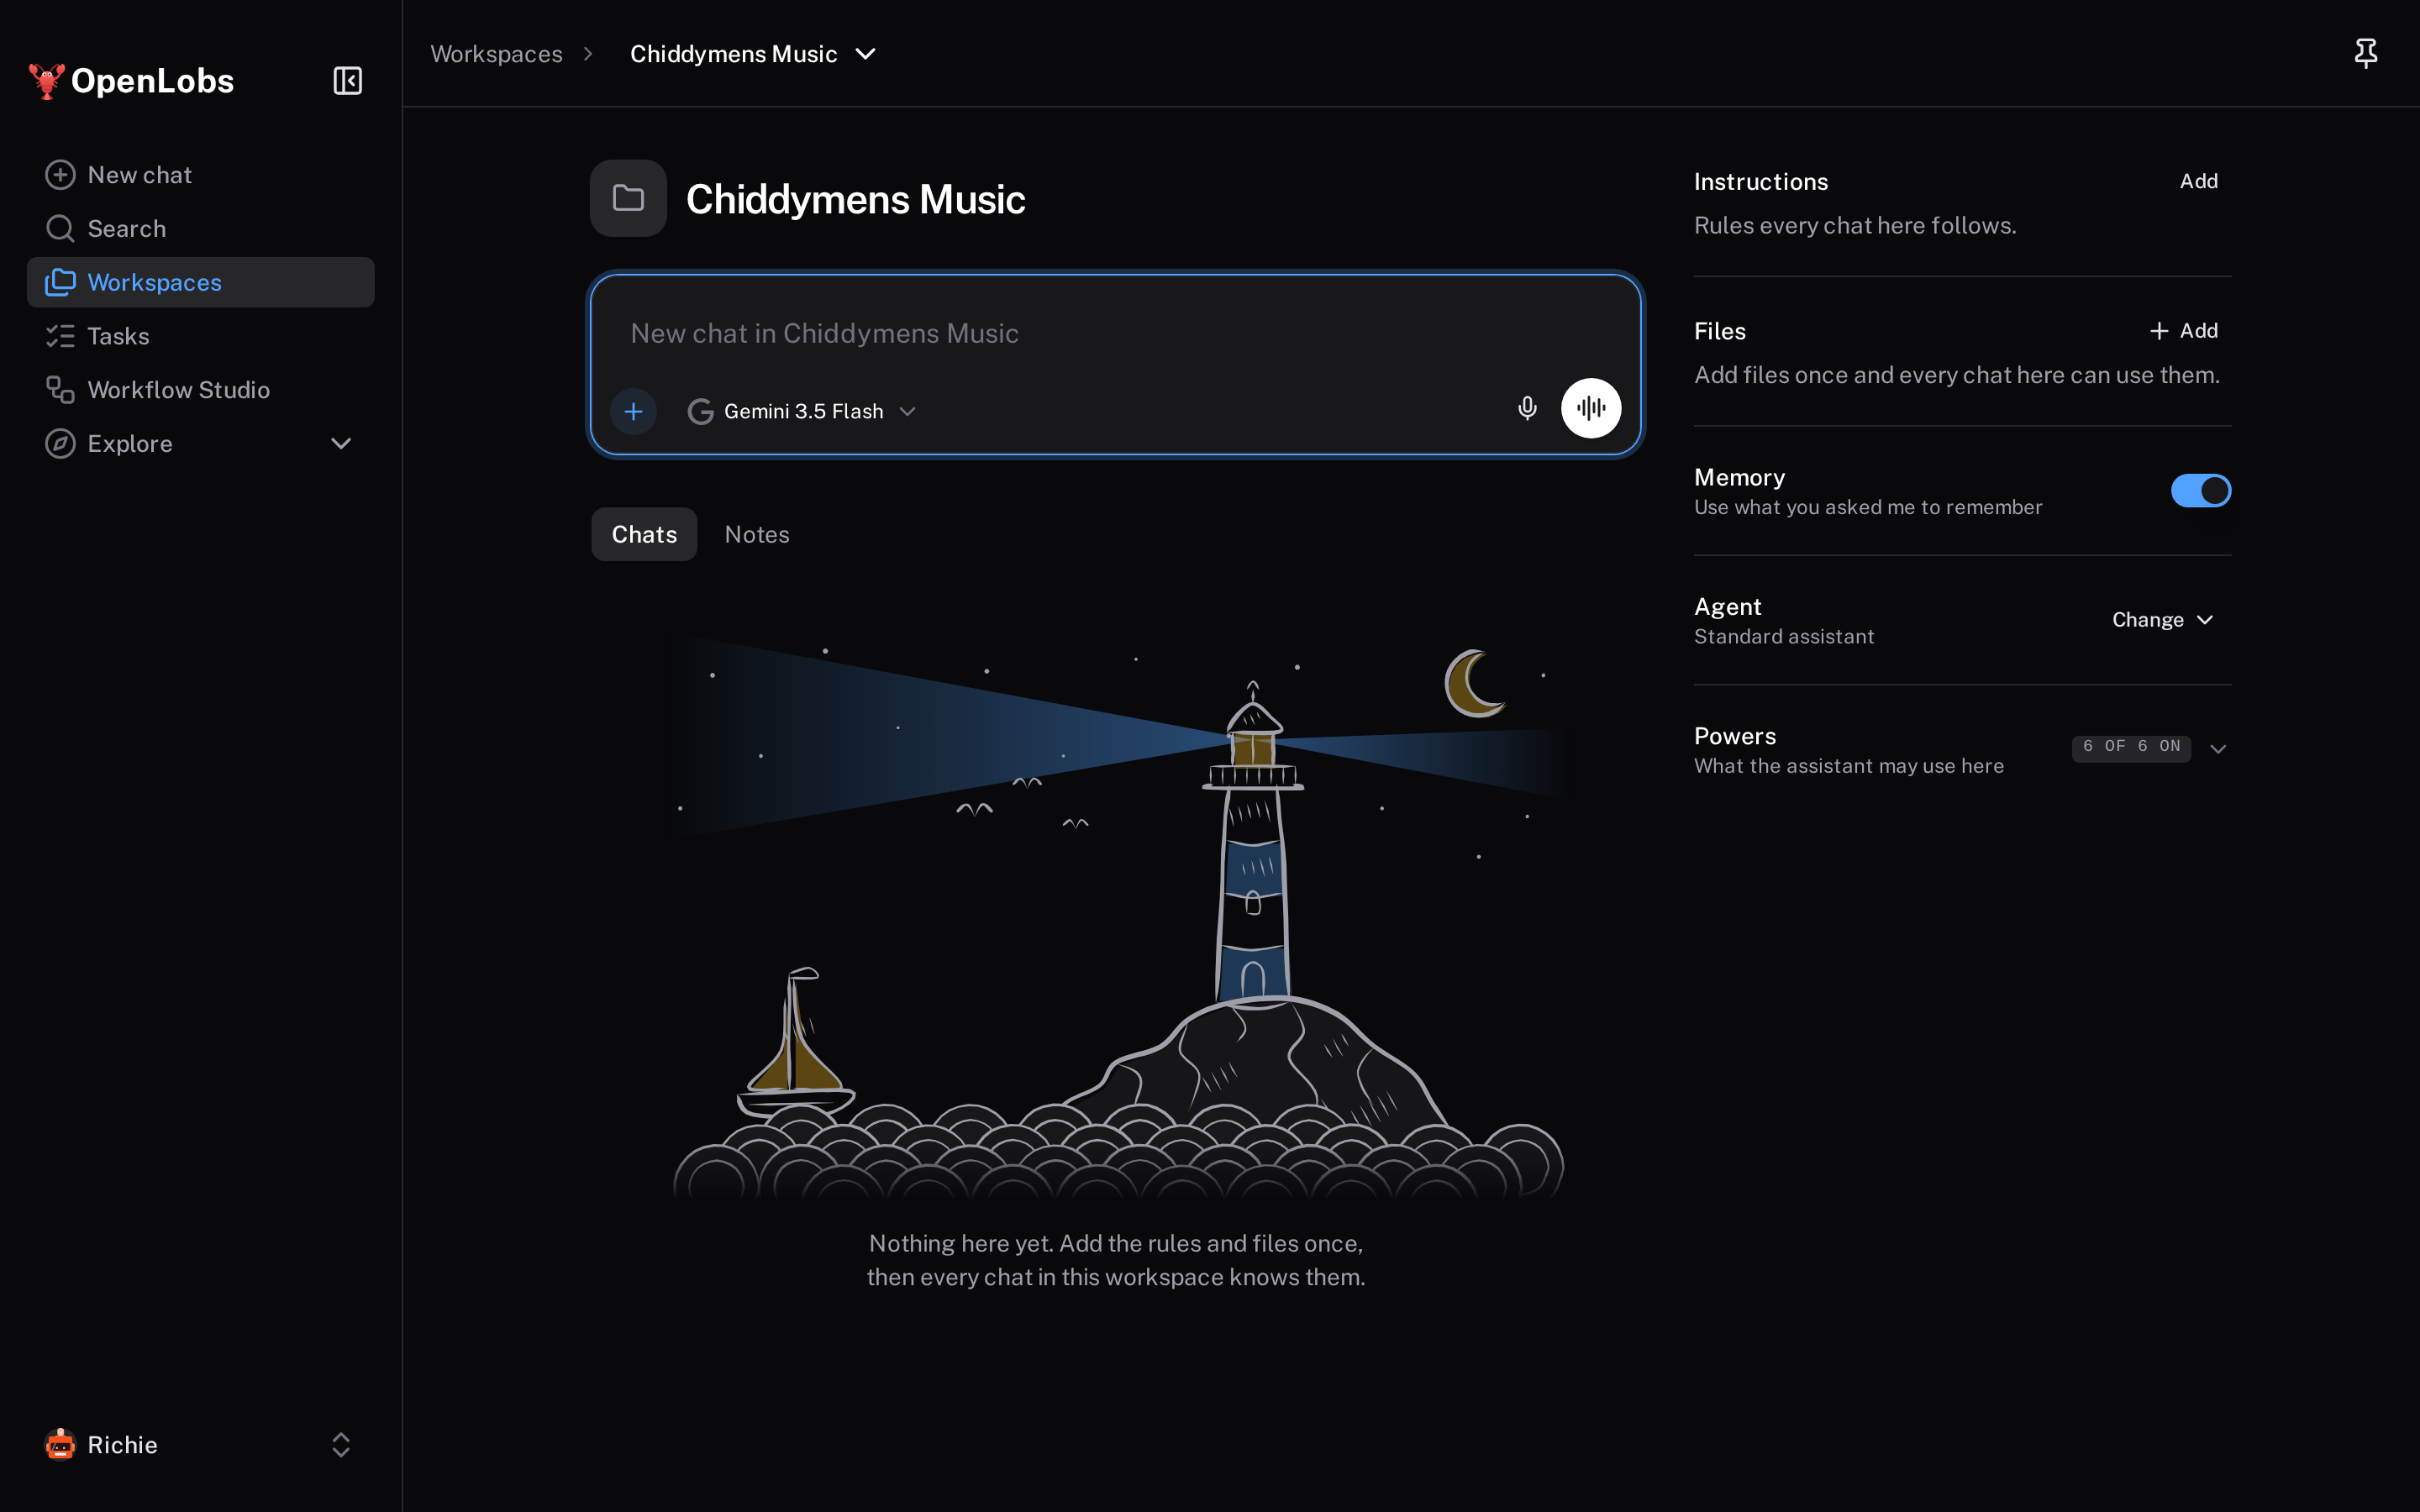 OpenLobs
New chat
Search
Workspaces
Tasks
Workflow Studio
Explore
Richie
Workspaces
Chiddymens Music
Chiddymens Music
New chat in Chiddymens Music
Gemini 3.5 Flash
Chats
Notes
Nothing here yet. Add the rules and files once,
then every chat in this workspace knows them.
Instructions
Add
Rules every chat here follows.
Files
Add
Add files once and every chat here can use them.
Memory
Use what you asked me to remember
Agent
Standard assistant
Change
Powers
What the assistant may use here
6 OF 6 ON